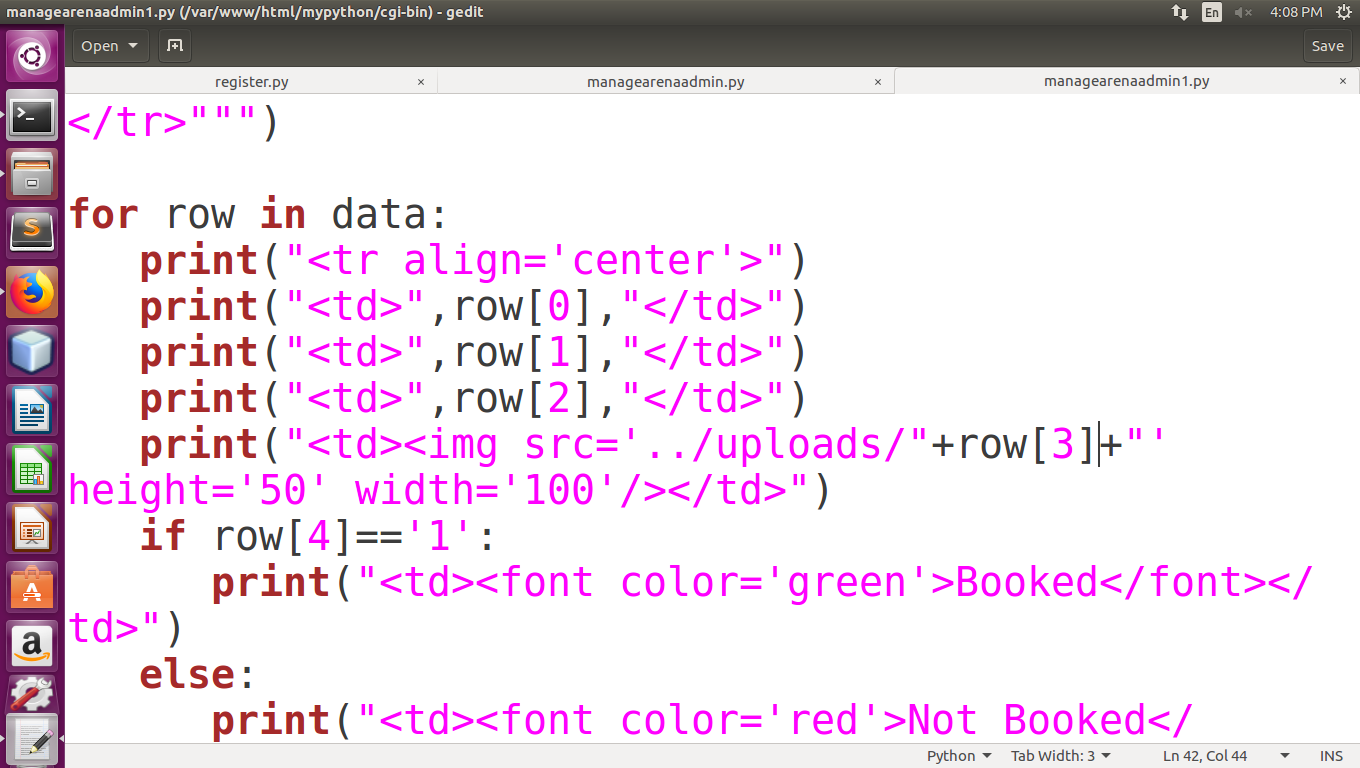 managearenaadmin1.py (/var/www/html/mypython/cgi-bin) - gedit
En
4:08 PM
Open
Save
register.py
managearenaadmin.py
managearenaadmin1.py
</tr>""")
for row in data:
   print("<tr align='center'>")
   print("<td>",row[0],"</td>")
   print("<td>",row[1],"</td>")
   print("<td>",row[2],"</td>")
   print("<td><img src='../uploads/"+row[3]+"'
height='50' width='100'/></td>")
   if row[4]=='1':
      print("<td><font color='green'>Booked</font></
td>")
   else:
      print("<td><font color='red'>Not Booked</
Python
Tab Width: 3
Ln 42, Col 44
INS